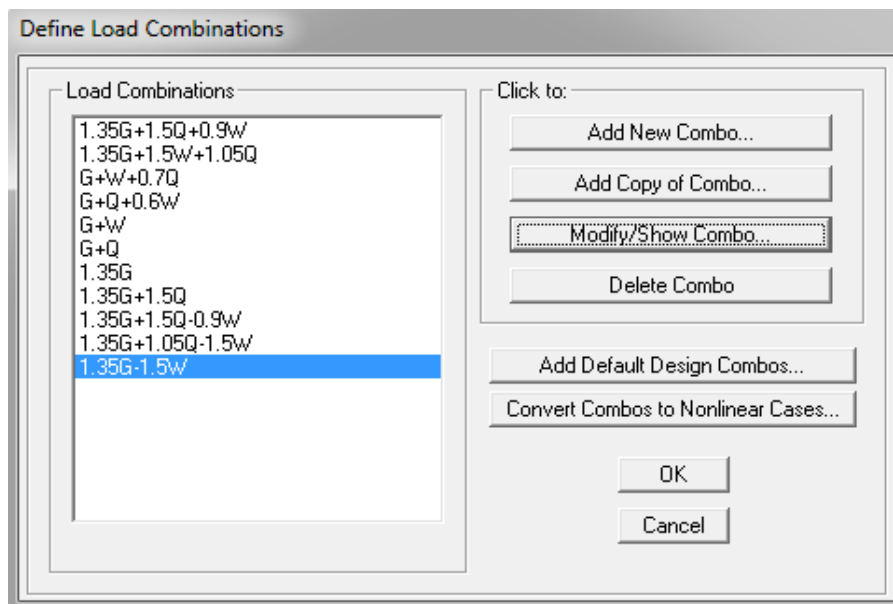 Define Load Combinations
Load Combinations
1.35G+1.5Q+0.9W
1.35G+1.5W+1.05Q
G+W+0.7Q
G+Q+0.6W
G+W
G+Q
1.35G
1.35G+1.5Q
1.35G+1.5Q-0.9W
1.35G+1.05Q-1.5W
1.35G-1.5W
Click to:
Add New Combo...
Add Copy of Combo...
Modify/Show Combo...
Delete Combo
Add Default Design Combos...
Convert Combos to Nonlinear Cases...
OK
Cancel